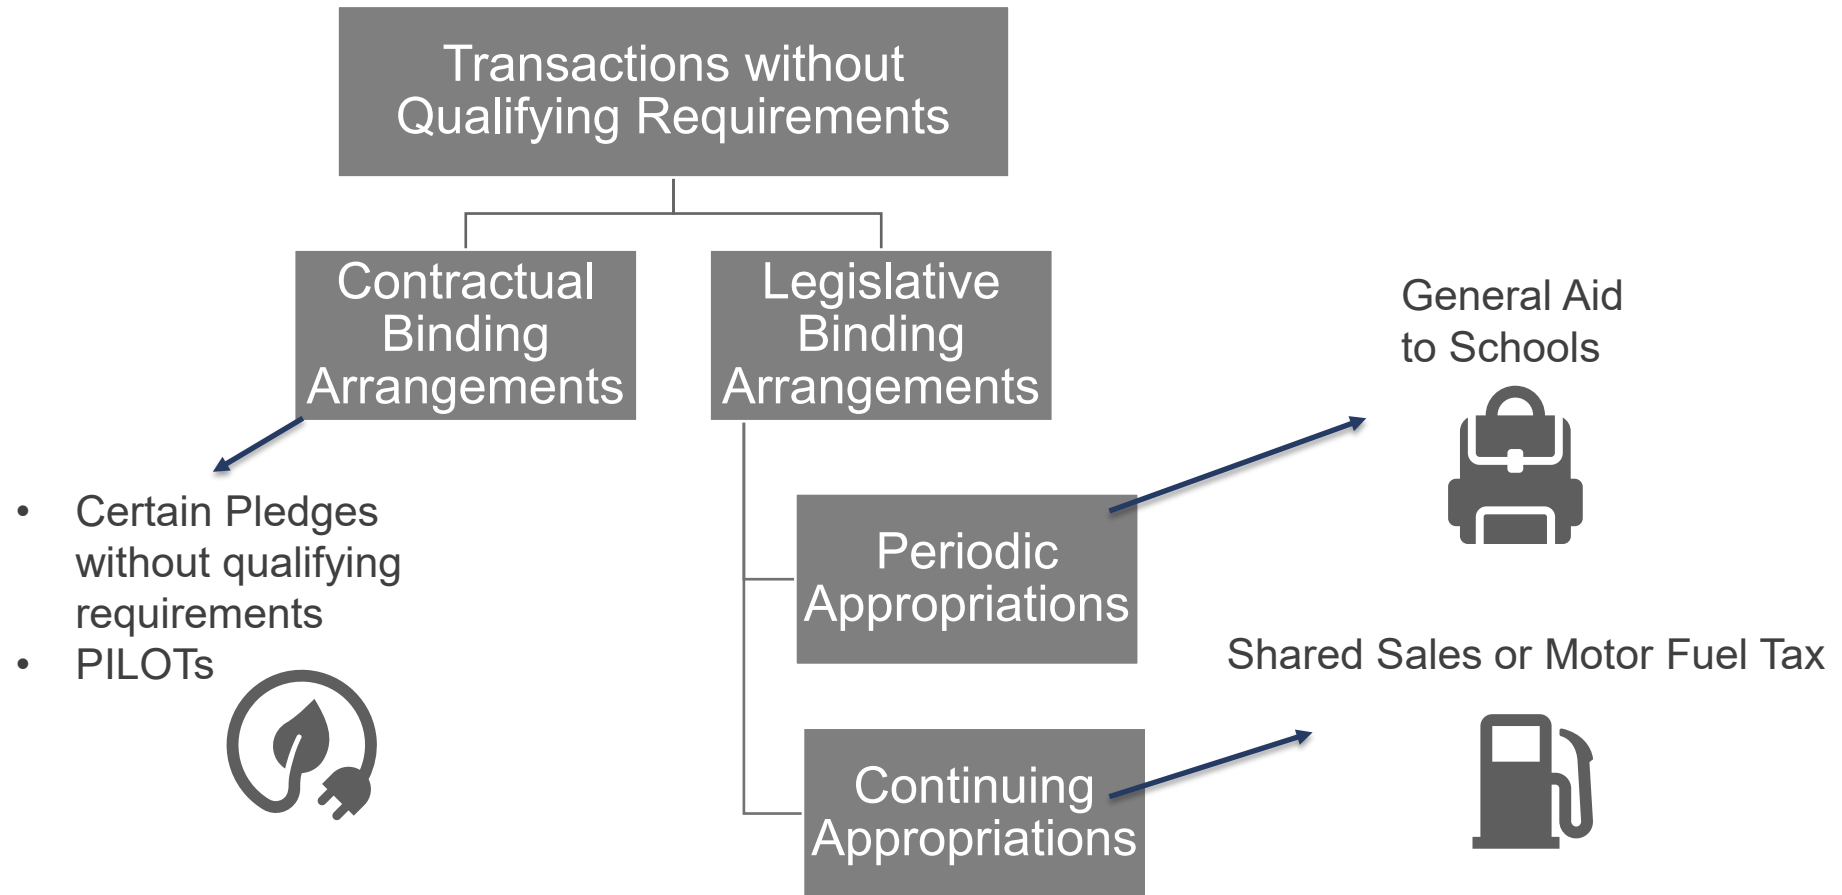 Transactions without
Qualifying Requirements
Contractual
Binding
Arrangements
Legislative
Binding
Arrangements
General Aid
to Schools
• Certain Pledges
without qualifying
requirements
• PILOTs
Periodic
Appropriations
Shared Sales or Motor Fuel Tax
Continuing
Appropriations